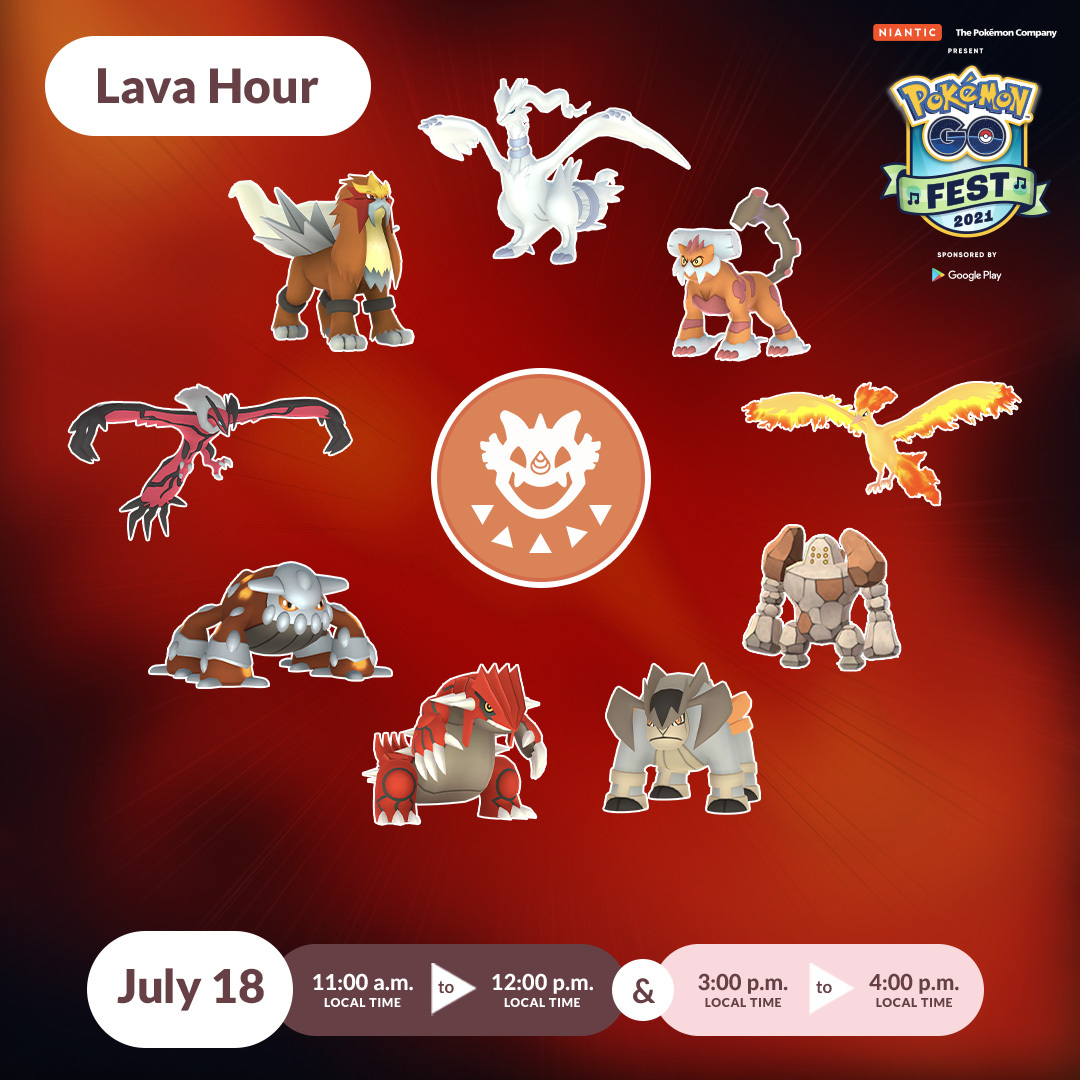 Lava Hour
NIANTIC The Pokémon Company
PRESENT
POKÉMON
GO
FEST
2021
SPONSORED BY
Google Play
July 18
11:00 a.m. to 12:00 p.m. & 3:00 p.m. to 4:00 p.m.
LOCAL TIME LOCAL TIME LOCAL TIME LOCAL TIME